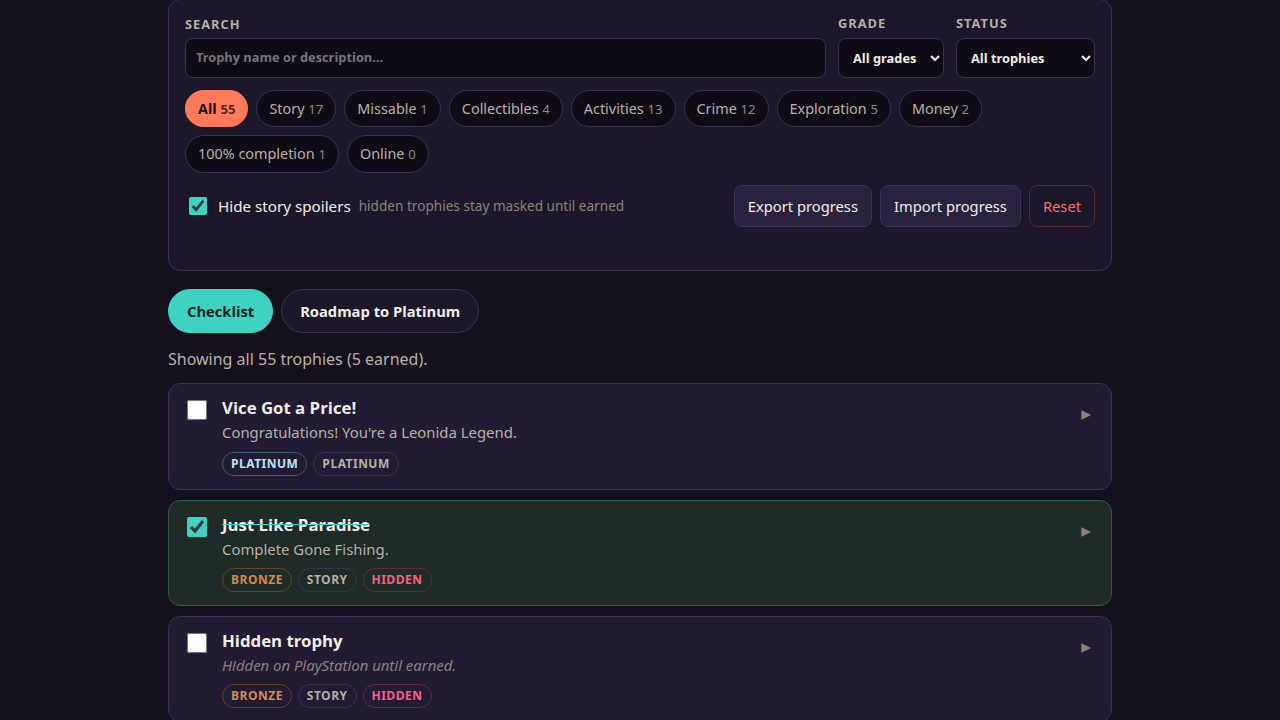 SEARCH GRADE STATUS
Trophy name or description... All grades All trophies
All 55 Story 17 Missable 1 Collectibles 4 Activities 13 Crime 12 Exploration 5 Money 2
100% completion 1 Online 0
Hide story spoilers hidden trophies stay masked until earned Export progress Import progress Reset
Checklist Roadmap to Platinum
Showing all 55 trophies (5 earned).
Vice Got a Price!
Congratulations! You're a Leonida Legend.
PLATINUM PLATINUM
Just Like Paradise
Complete Gone Fishing.
BRONZE STORY HIDDEN
Hidden trophy
Hidden on PlayStation until earned.
BRONZE STORY HIDDEN